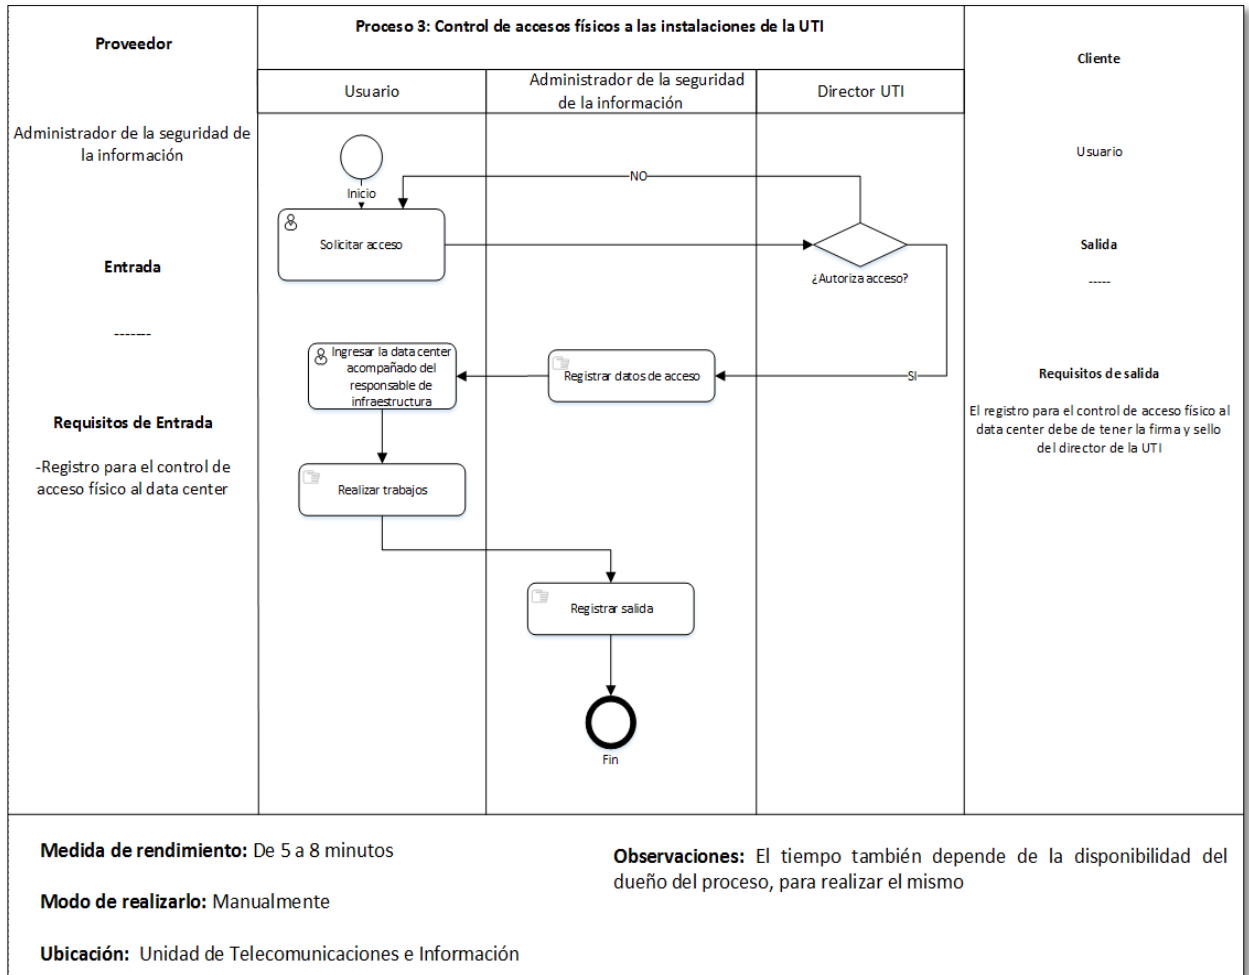 Proceso 3: Control de accesos físicos a las instalaciones de la UTI
Proveedor
Administrador de la seguridad de
la información
Entrada
-------
Requisitos de Entrada
-Registro para el control de
acceso físico al data center
Usuario
Administrador de la seguridad
de la información
Director UTI
Inicio
NO
Solicitar acceso
¿Autoriza acceso?
SI
Registrar datos de acceso
Ingresar la data center
acompañado del
responsable de
infraestructura
Realizar trabajos
Registrar salida
Fin
Cliente
Usuario
Salida
-----
Requisitos de salida
El registro para el control de acceso físico al
data center debe de tener la firma y sello
del director de la UTI
Medida de rendimiento: De 5 a 8 minutos
Modo de realizarlo: Manualmente
Ubicación: Unidad de Telecomunicaciones e Información
Observaciones: El tiempo también depende de la disponibilidad del
dueño del proceso, para realizar el mismo